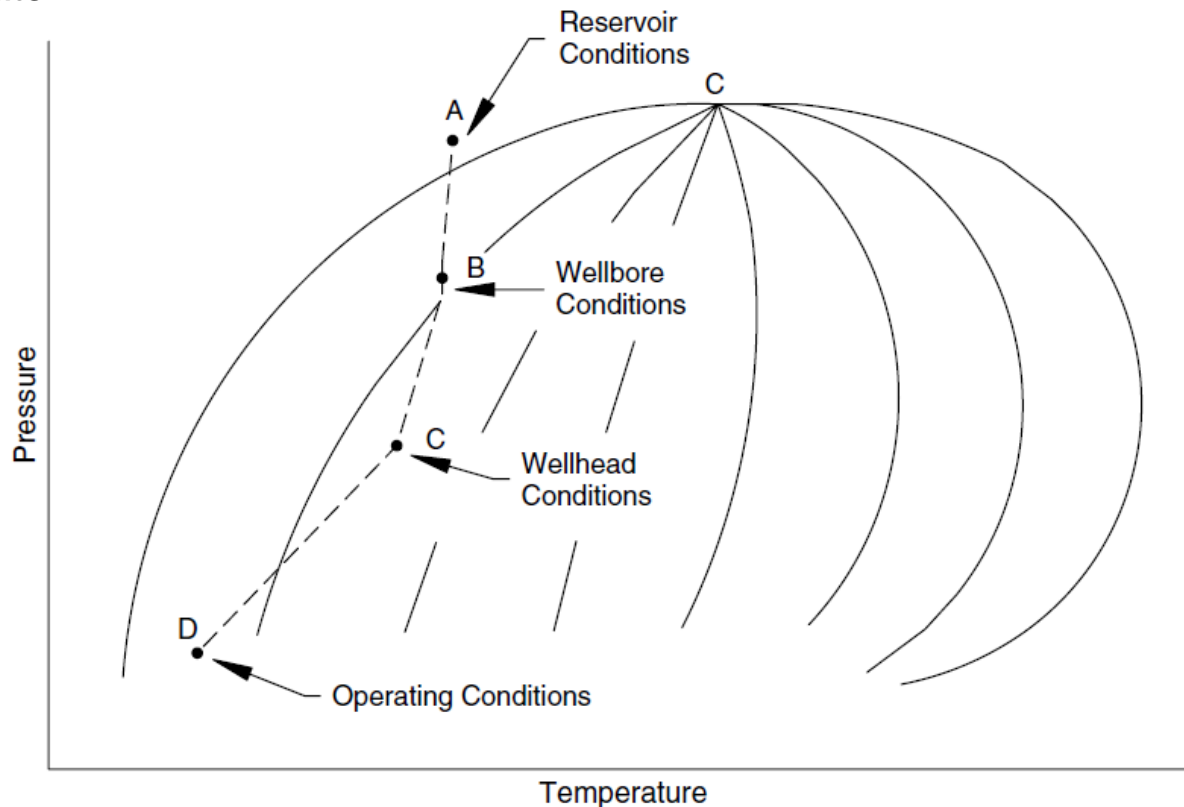 Reservoir
Conditions
C
A
B
Wellbore
Conditions
Pressure
C
Wellhead
Conditions
D
Operating Conditions
Temperature